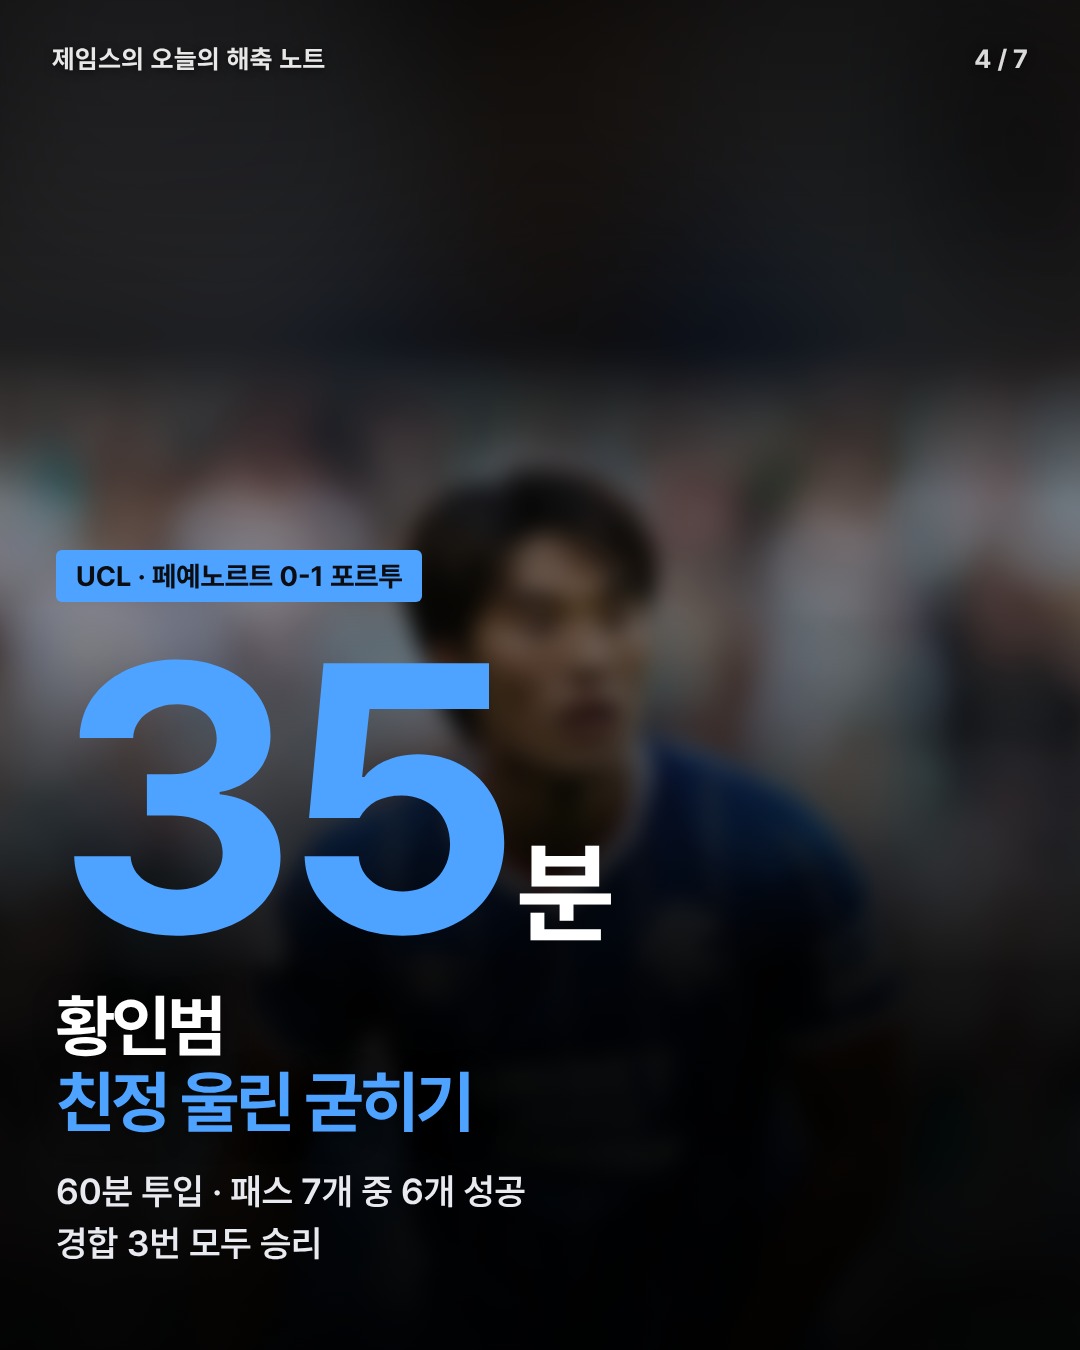 제임스의 오늘의 해축 노트
4 / 7
UCL · 페예노르트 0-1 포르투
35분
황인범
친정 울린 굳히기
60분 투입 · 패스 7개 중 6개 성공
경합 3번 모두 승리